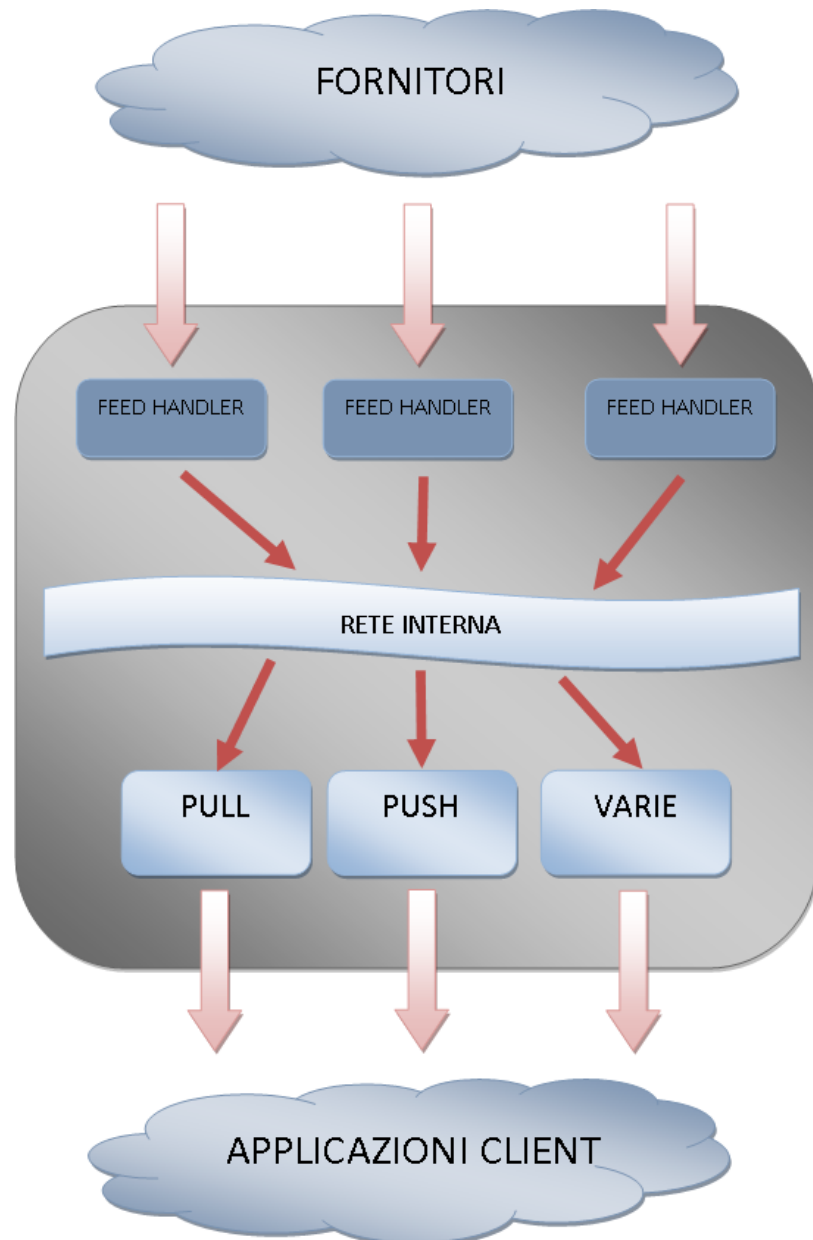 FORNITORI
FEED HANDLER
FEED HANDLER
FEED HANDLER
RETE INTERNA
PULL
PUSH
VARIE
APPLICAZIONI CLIENT